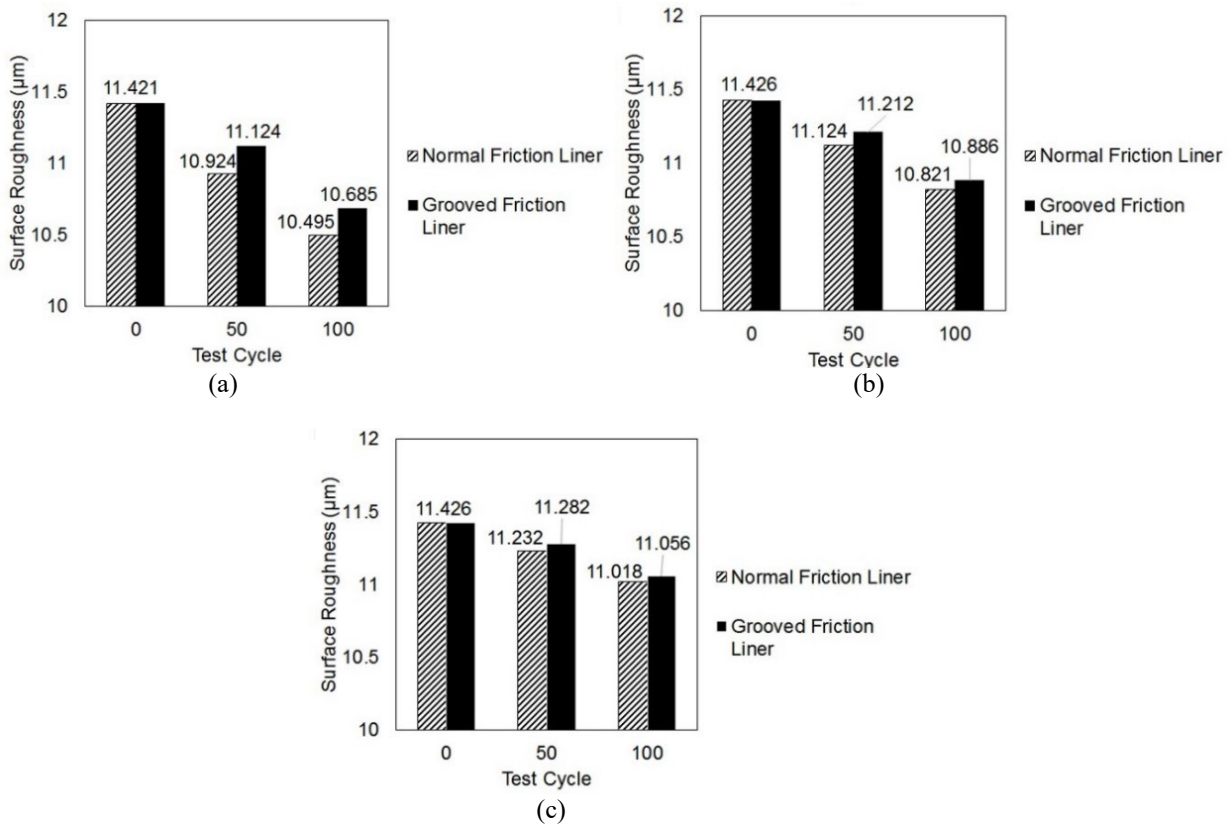 12
11.5
11
10.5
10
Surface Roughness (µm)
11.421
10.924
11.124
10.495
10.685
0 50 100
Test Cycle
Normal Friction Liner
Grooved Friction
Liner
(a)
12
11.5
11
10.5
10
Surface Roughness (µm)
11.426
11.124
11.212
10.821
10.886
0 50 100
Test Cycle
Normal Friction Liner
Grooved Friction
Liner
(b)
12
11.5
11
10.5
10
Surface Roughness (µm)
11.426
11.232
11.282
11.018
11.056
0 50 100
Test Cycle
Normal Friction Liner
Grooved Friction
Liner
(c)